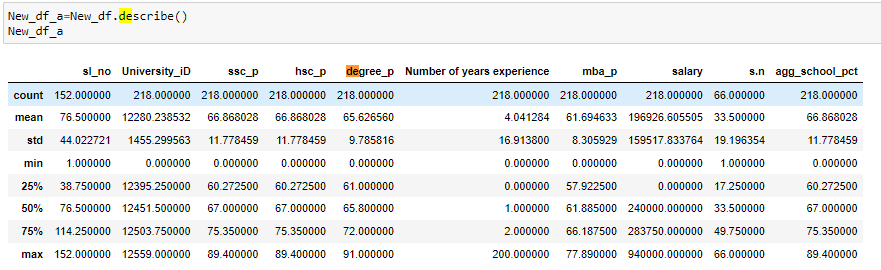 New_df_a=New_df.describe()
New_df_a
sl_no University_iD ssc_p hsc_p degree_p Number of years experience mba_p salary s.n agg_school_pct
count 152.000000 218.000000 218.000000 218.000000 218.000000 218.000000 218.000000 218.000000 66.000000 218.000000
mean 76.500000 12280.238532 66.868028 66.868028 65.626560 4.041284 61.694633 196926.605505 33.500000 66.868028
std 44.022721 1455.299563 11.778459 11.778459 9.785816 16.913800 8.305929 159517.833764 19.196354 11.778459
min 1.000000 0.000000 0.000000 0.000000 0.000000 0.000000 0.000000 0.000000 1.000000 0.000000
25% 38.750000 12395.250000 60.272500 60.272500 61.000000 0.000000 57.922500 0.000000 17.250000 60.272500
50% 76.500000 12451.500000 67.000000 67.000000 65.800000 1.000000 61.885000 240000.000000 33.500000 67.000000
75% 114.250000 12503.750000 75.350000 75.350000 72.000000 2.000000 66.187500 283750.000000 49.750000 75.350000
max 152.000000 12559.000000 89.400000 89.400000 91.000000 200.000000 77.890000 940000.000000 66.000000 89.400000